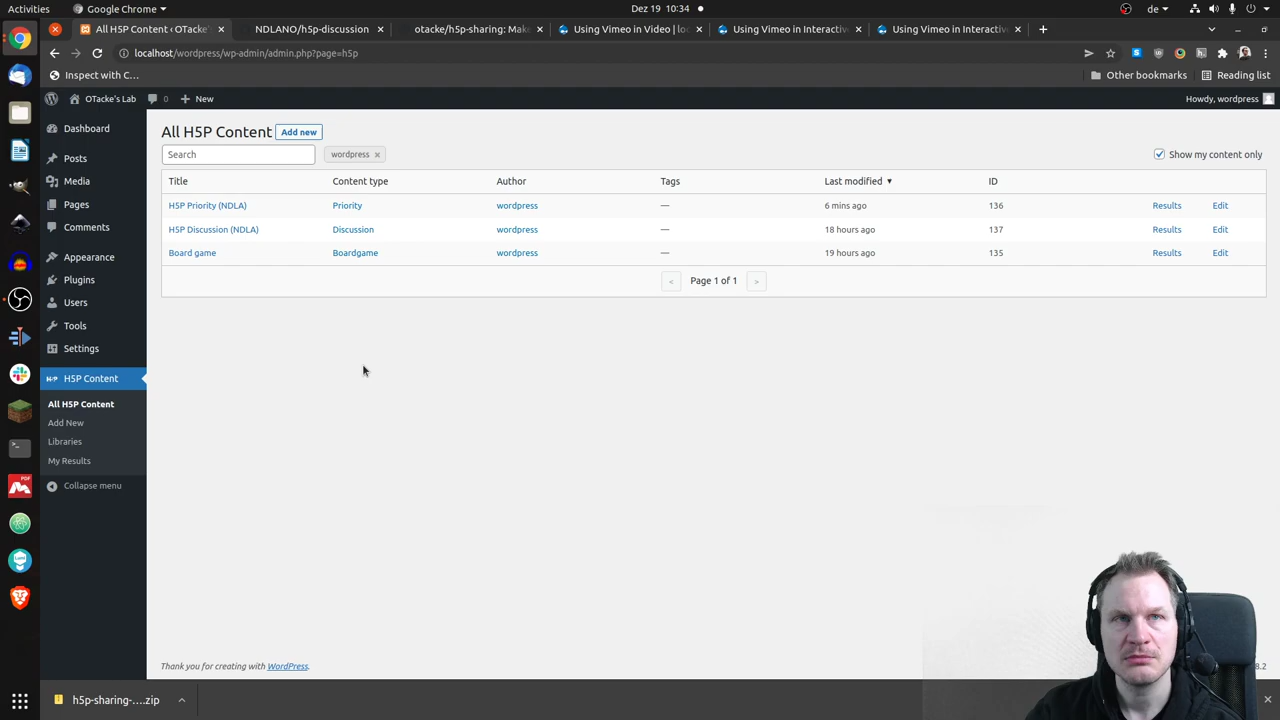 Activities
Google Chrome
Dez 19 10:34
de
All H5P Content ‹ OTacke's
NDLANO/h5p-discussion
otacke/h5p-sharing: Mak
Using Vimeo in Video | loc
Using Vimeo in Interactiv
Using Vimeo in Interactiv
localhost/wordpress/wp-admin/admin.php?page=h5p
Inspect with C...
Other bookmarks
Reading list
OTacke's Lab
0
New
Howdy, wordpress
Dashboard
Posts
Media
Pages
Comments
Appearance
Plugins
Users
Tools
Settings
H5P Content
All H5P Content
Add New
Libraries
My Results
Collapse menu
All H5P Content Add new
Search
wordpress
Show my content only
Title Content type Author Tags Last modified ▼ ID
H5P Priority (NDLA) Priority wordpress — 6 mins ago 136 Results Edit
H5P Discussion (NDLA) Discussion wordpress — 18 hours ago 137 Results Edit
Board game Boardgame wordpress — 19 hours ago 135 Results Edit
< Page 1 of 1 >
Thank you for creating with WordPress.
8.2
h5p-sharing-....zip